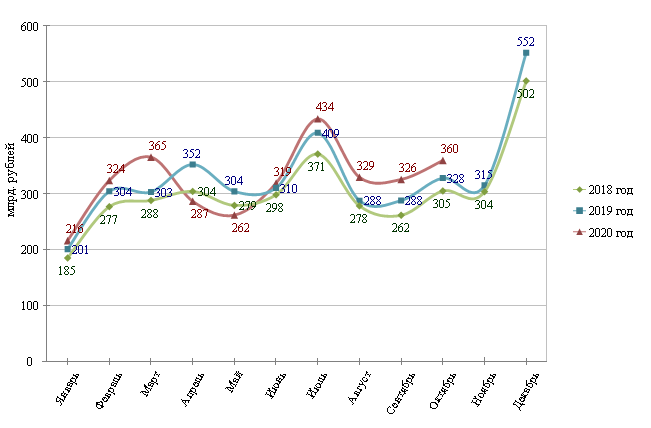 600
500
400
300
200
100
0
млрд. рублей
216
324
365
287
262
319
434
329
326
360
201
304
303
352
304
310
409
288
288
328
315
552
185
277
288
304
279
298
371
278
262
305
304
502
Январь
Февраль
Март
Апрель
Май
Июнь
Июль
Август
Сентябрь
Октябрь
Ноябрь
Декабрь
2018 год
2019 год
2020 год